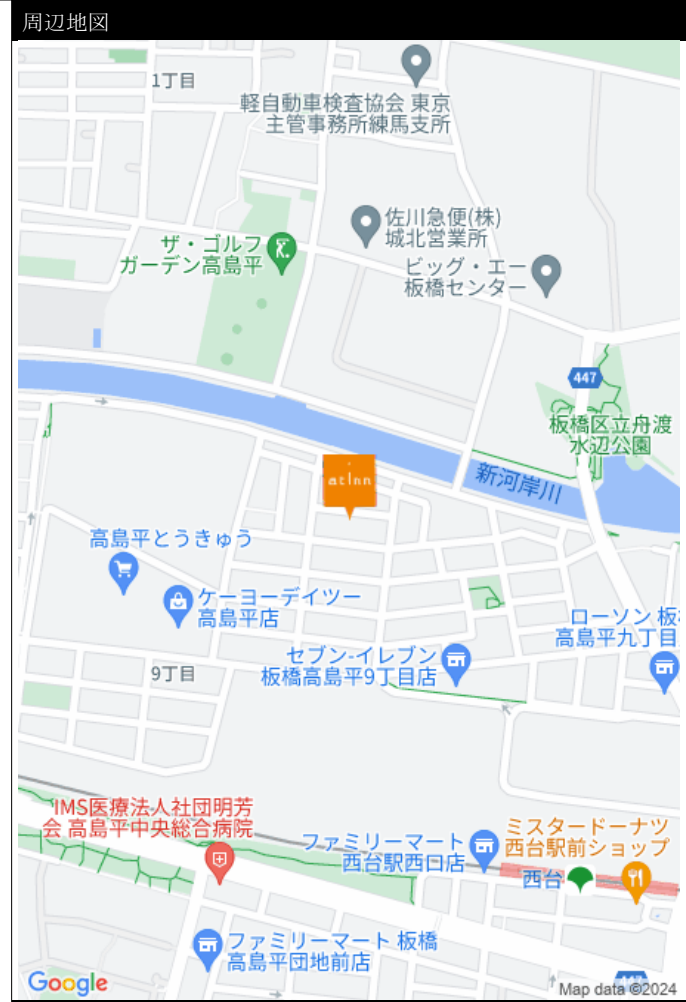 周辺地図
1丁目
軽自動車検査協会 東京
主管事務所練馬支所
佐川急便(株)
城北営業所
ザ・ゴルフ
ガーデン高島平
ビッグ・エー
板橋センター
447
板橋区立舟渡
水辺公園
atInn
新河岸川
高島平とうきゅう
ケーヨーデイツー
高島平店
ローソン 板
高島平九丁目
セブン-イレブン
板橋高島平9丁目店
9丁目
IMS医療法人社団明芳
会 高島平中央総合病院
ファミリーマート
西台駅西口店
ミスタードーナツ
西台駅前ショップ
西台
ファミリーマート 板橋
高島平団地前店
447
Google
Map data ©2024